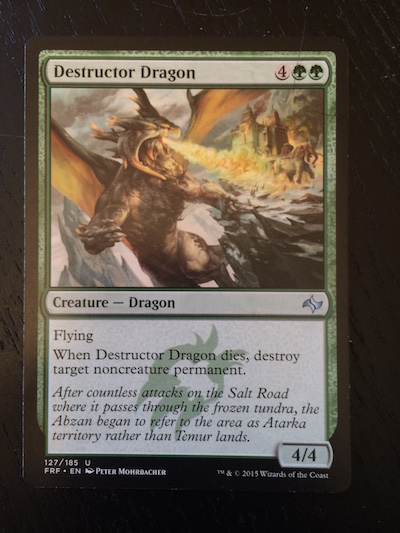 Destructor Dragon 4
Creature — Dragon
Flying
When Destructor Dragon dies, destroy
target noncreature permanent.
After countless attacks on the Salt Road
where it passes through the frozen tundra, the
Abzan began to refer to the area as Atarka
territory rather than Temur lands.
4/4
127/185 U
FRF • EN Peter Mohrbacher
™ & © 2015 Wizards of the Coast